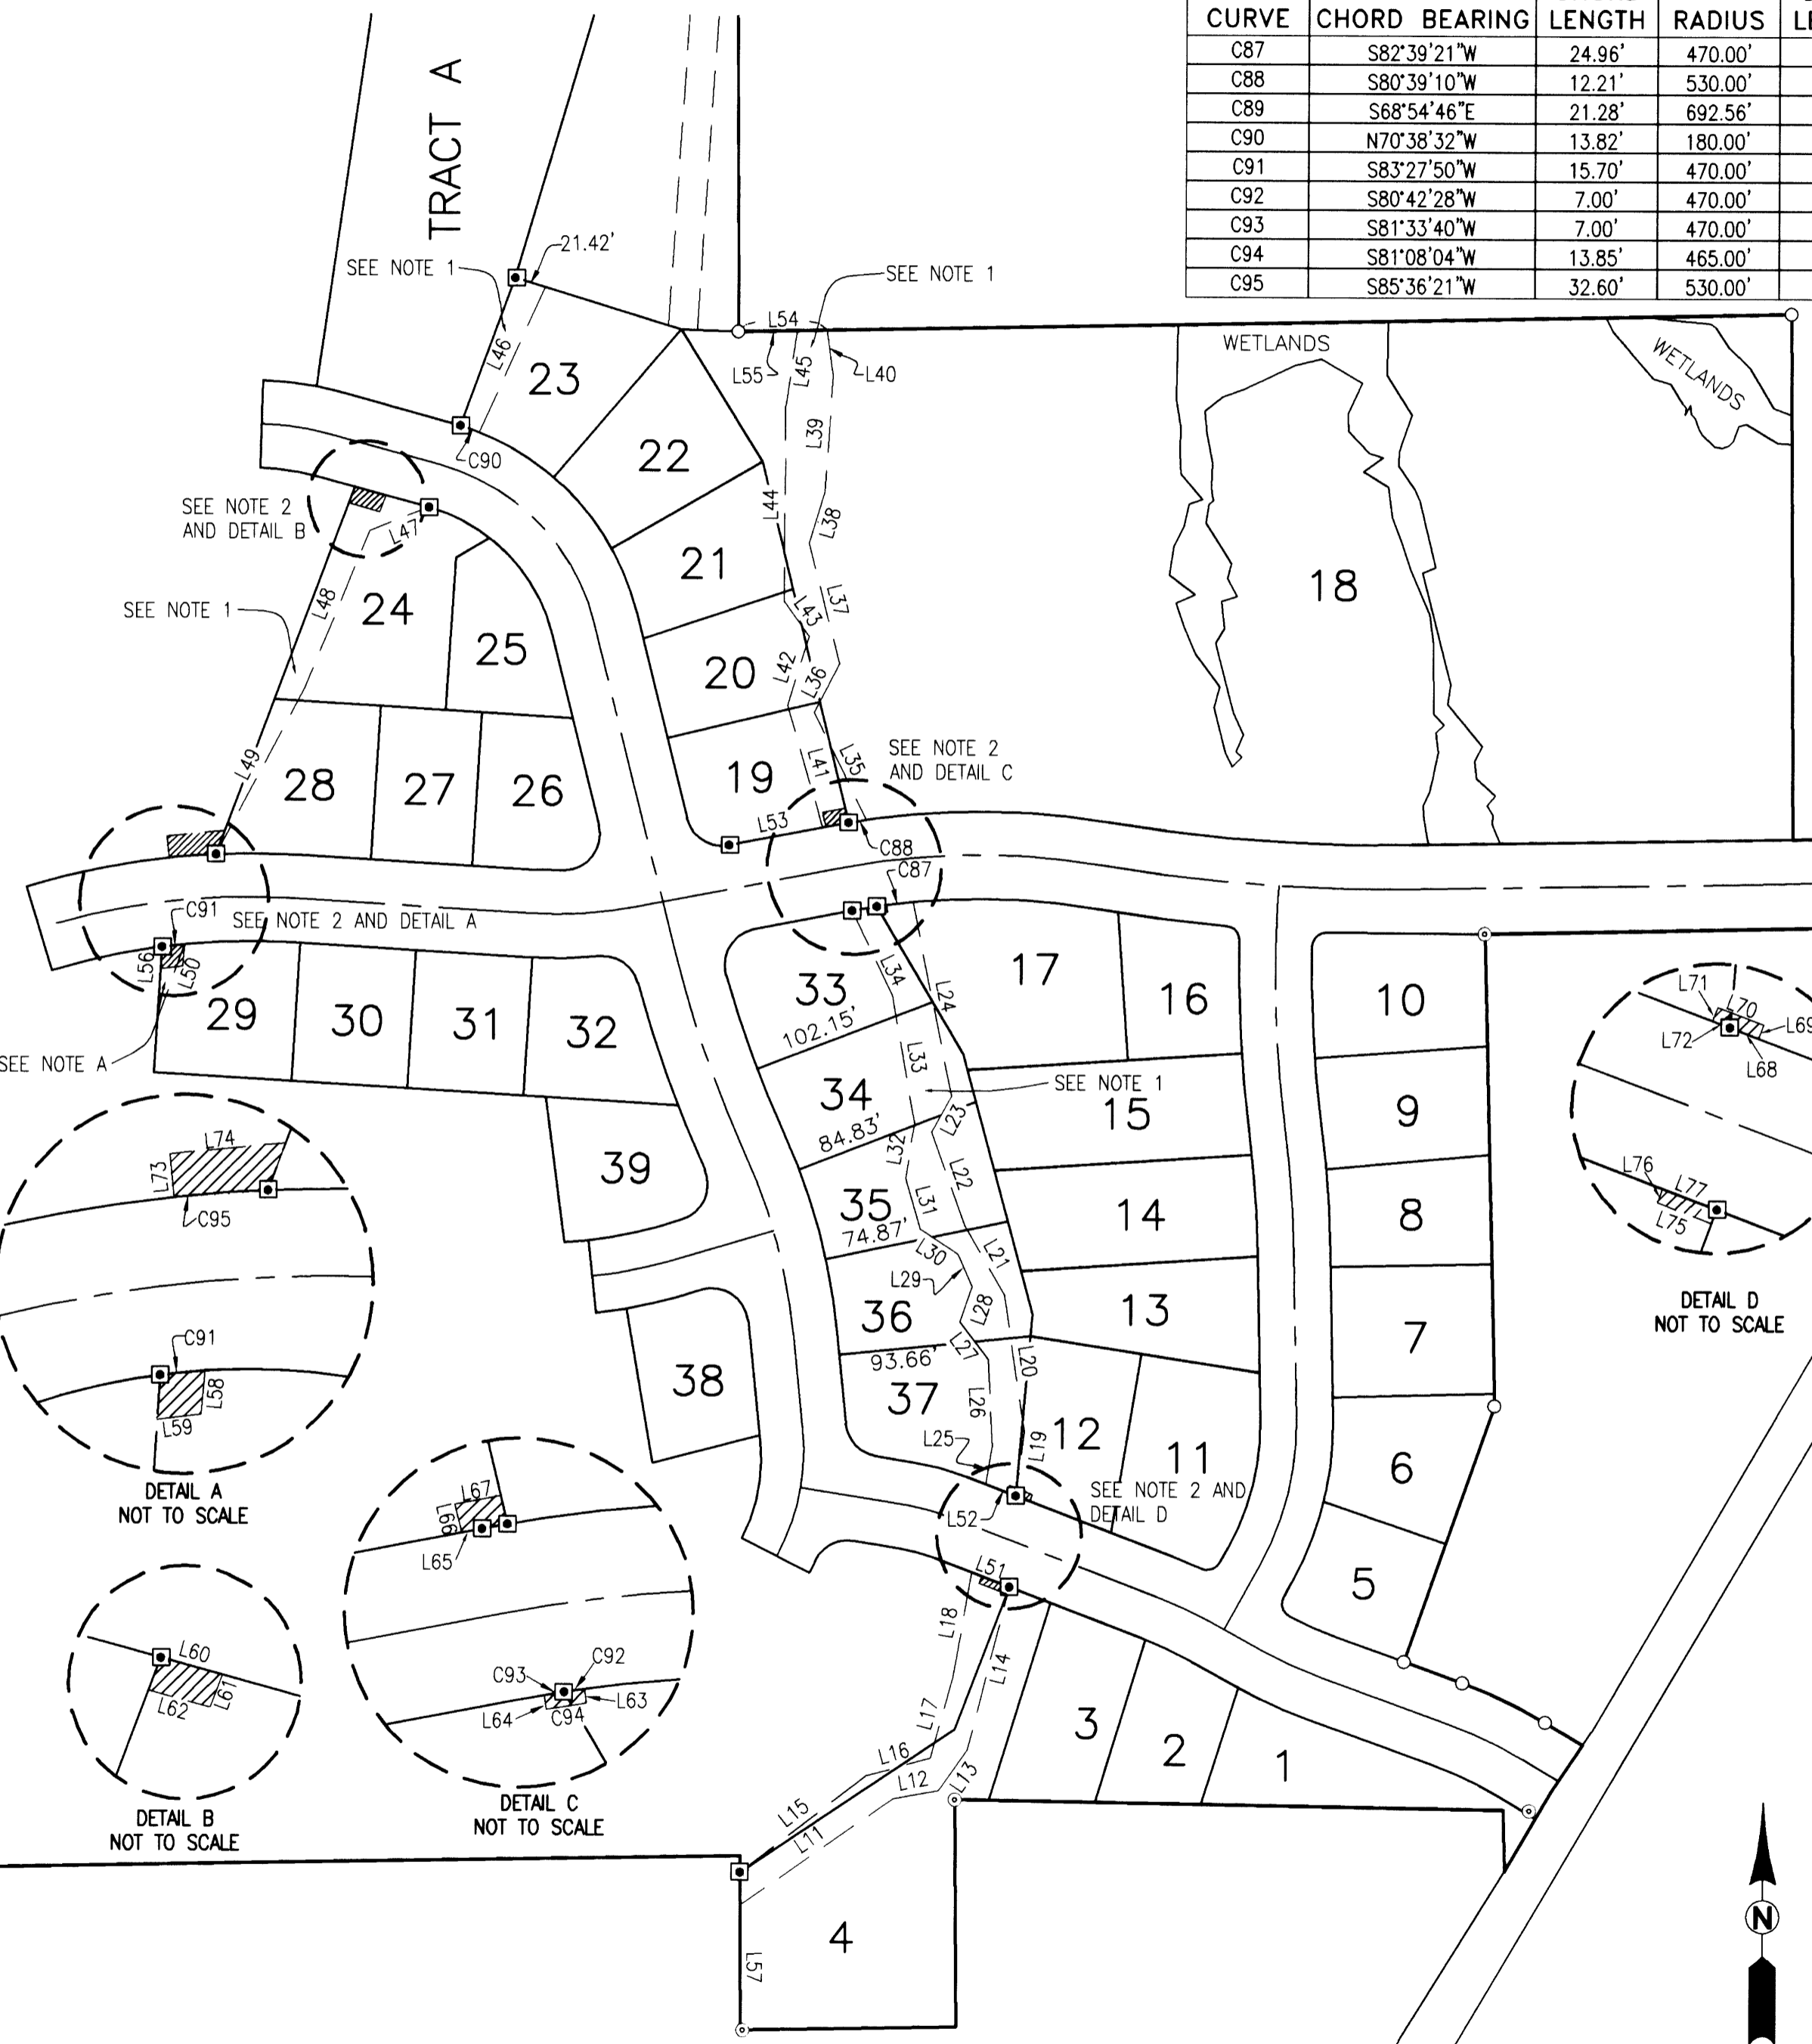 CURVE CHORD BEARING LENGTH RADIUS
C87 S82°39'21"W 24.96' 470.00'
C88 S80°39'10"W 12.21' 530.00'
C89 S68°54'46"E 21.28' 692.56'
C90 N70°38'32"W 13.82' 180.00'
C91 S83°27'50"W 15.70' 470.00'
C92 S80°42'28"W 7.00' 470.00'
C93 S81°33'40"W 7.00' 470.00'
C94 S81°08'04"W 13.85' 465.00'
C95 S85°36'21"W 32.60' 530.00'
TRACT A
21.42'
SEE NOTE 1
SEE NOTE 1
L54
L55
L45
L40
L46
23
WETLANDS
WETLANDS
L39
22
C90
L44
L38
SEE NOTE 2
AND DETAIL B
L47
21
18
L37
L43
L48
24
SEE NOTE 1
25
20
L42
L36
L49
28
27
26
19
L41
L35
SEE NOTE 2
AND DETAIL C
L53
C88
C87
C91
SEE NOTE 2 AND DETAIL A
L56
L50
29
30
31
32
SEE NOTE A
33
102.15'
L34
L24
17
16
10
L33
34
84.83'
SEE NOTE 1
15
9
L23
L32
L22
39
35
74.87'
L31
14
8
L30
L21
L29
L28
36
93.66'
13
7
L27
L20
38
37
L26
L25
L19
12
11
6
SEE NOTE 2 AND
DETAIL D
L52
L51
5
L18
L14
3
2
1
L17
L16
L12
L13
L15
L11
4
L57
L74
L73
C95
C91
L58
L59
DETAIL A
NOT TO SCALE
L60
L61
L62
DETAIL B
NOT TO SCALE
L67
L66
L65
C93
C92
L64
C94
L63
DETAIL C
NOT TO SCALE
L71
L70
L69
L72
L68
L76
L77
L75
DETAIL D
NOT TO SCALE
N